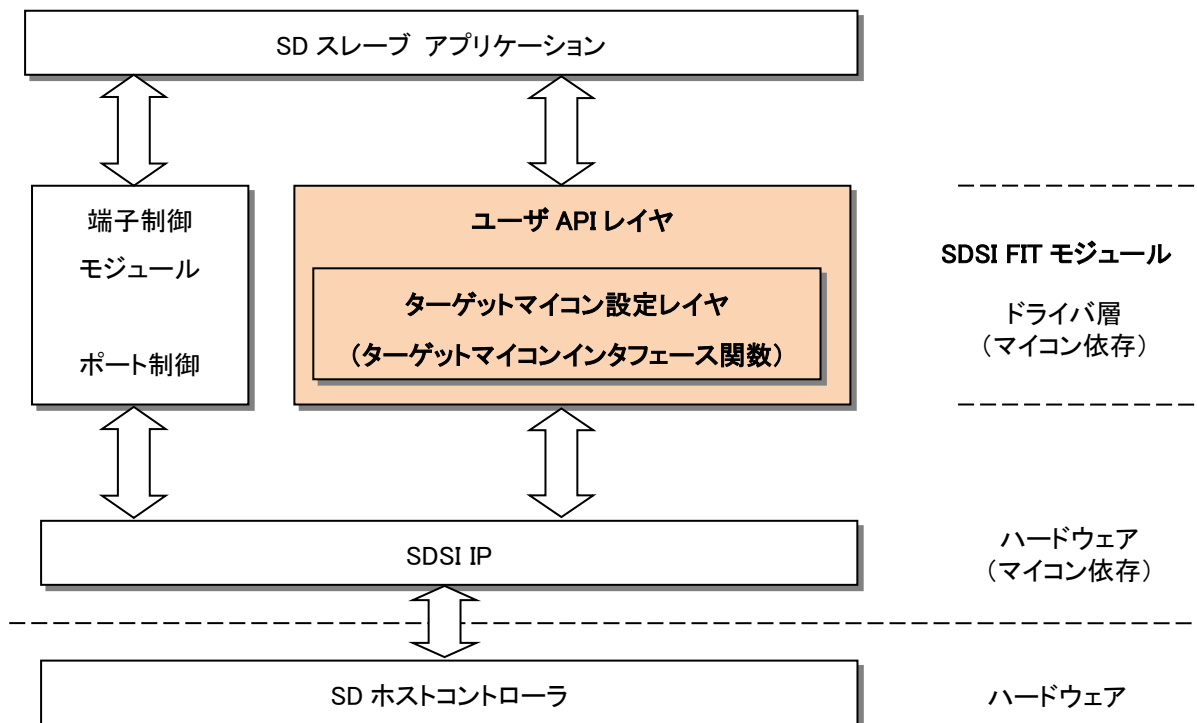 SD スレーブ アプリケーション
端子制御
モジュール
ポート制御
ユーザ API レイヤ
ターゲットマイコン設定レイヤ
(ターゲットマイコンインタフェース関数)
SDSI FIT モジュール
ドライバ層
(マイコン依存)
SDSI IP
ハードウェア
(マイコン依存)
SD ホストコントローラ
ハードウェア